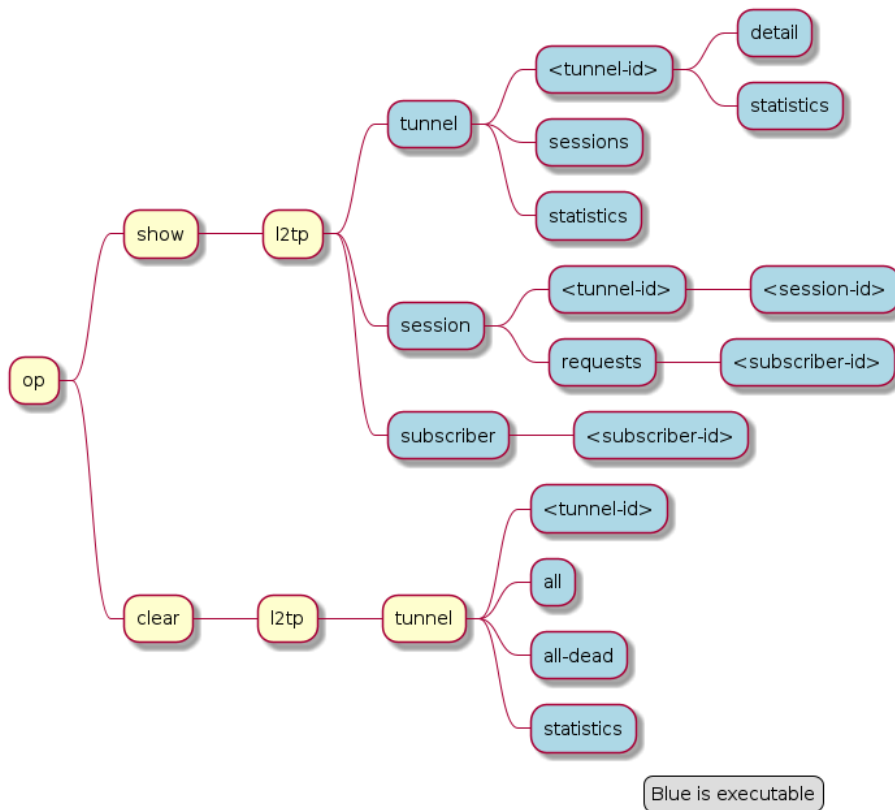 op
show
l2tp
tunnel
<tunnel-id>
detail
statistics
sessions
statistics
session
<tunnel-id>
<session-id>
requests
<subscriber-id>
subscriber
<subscriber-id>
clear
l2tp
tunnel
<tunnel-id>
all
all-dead
statistics
Blue is executable